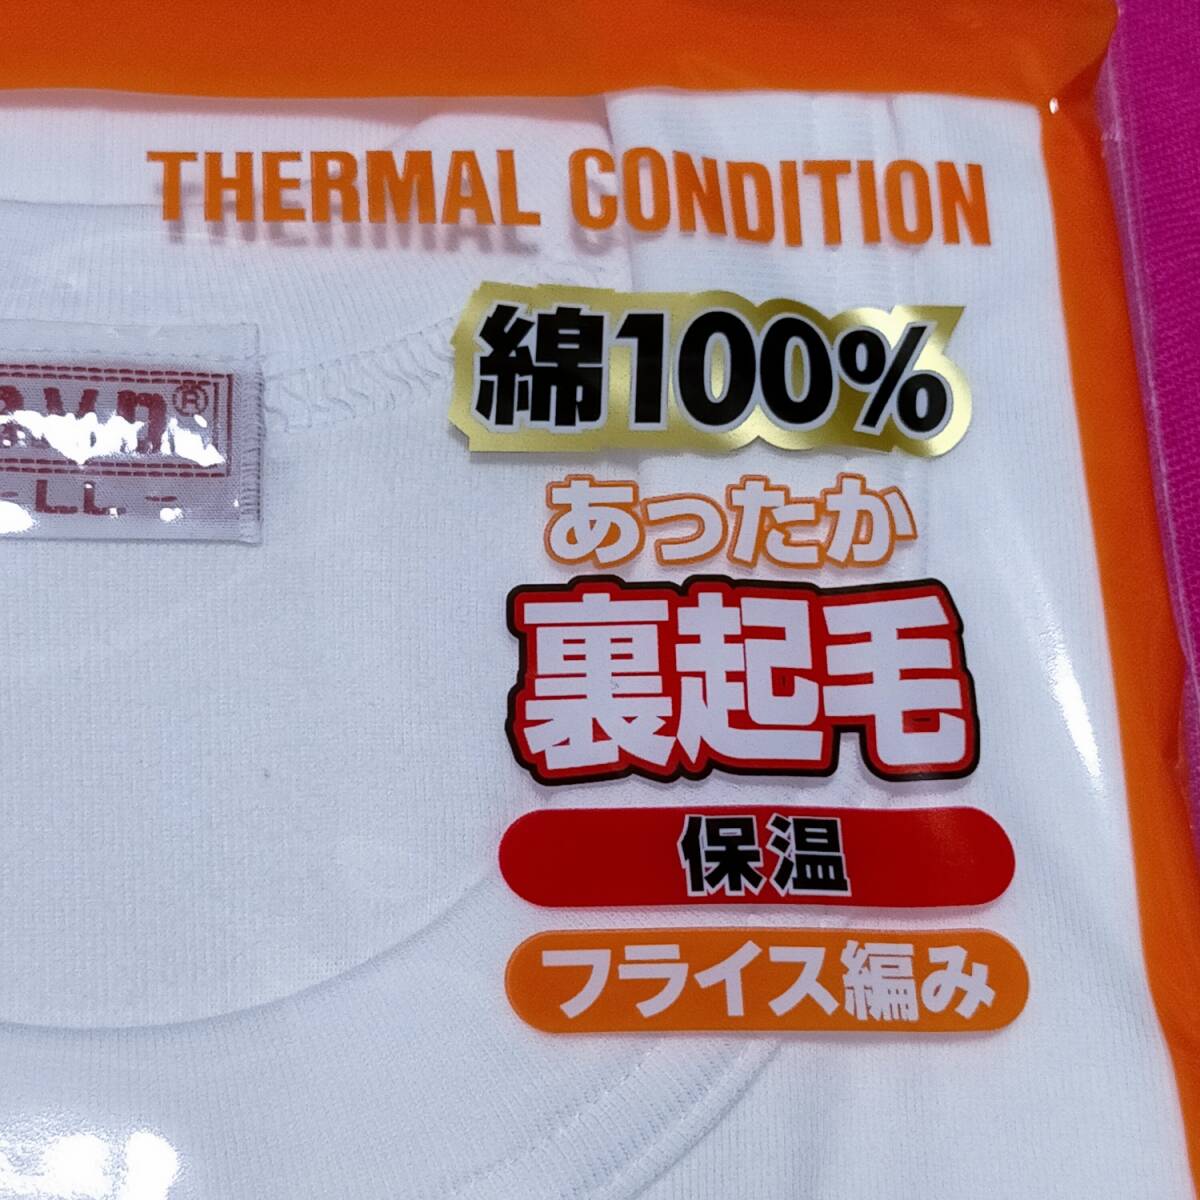 THERMAL CONDITION
綿100%
あったか
裏起毛
保温
フライス編み
- LL -